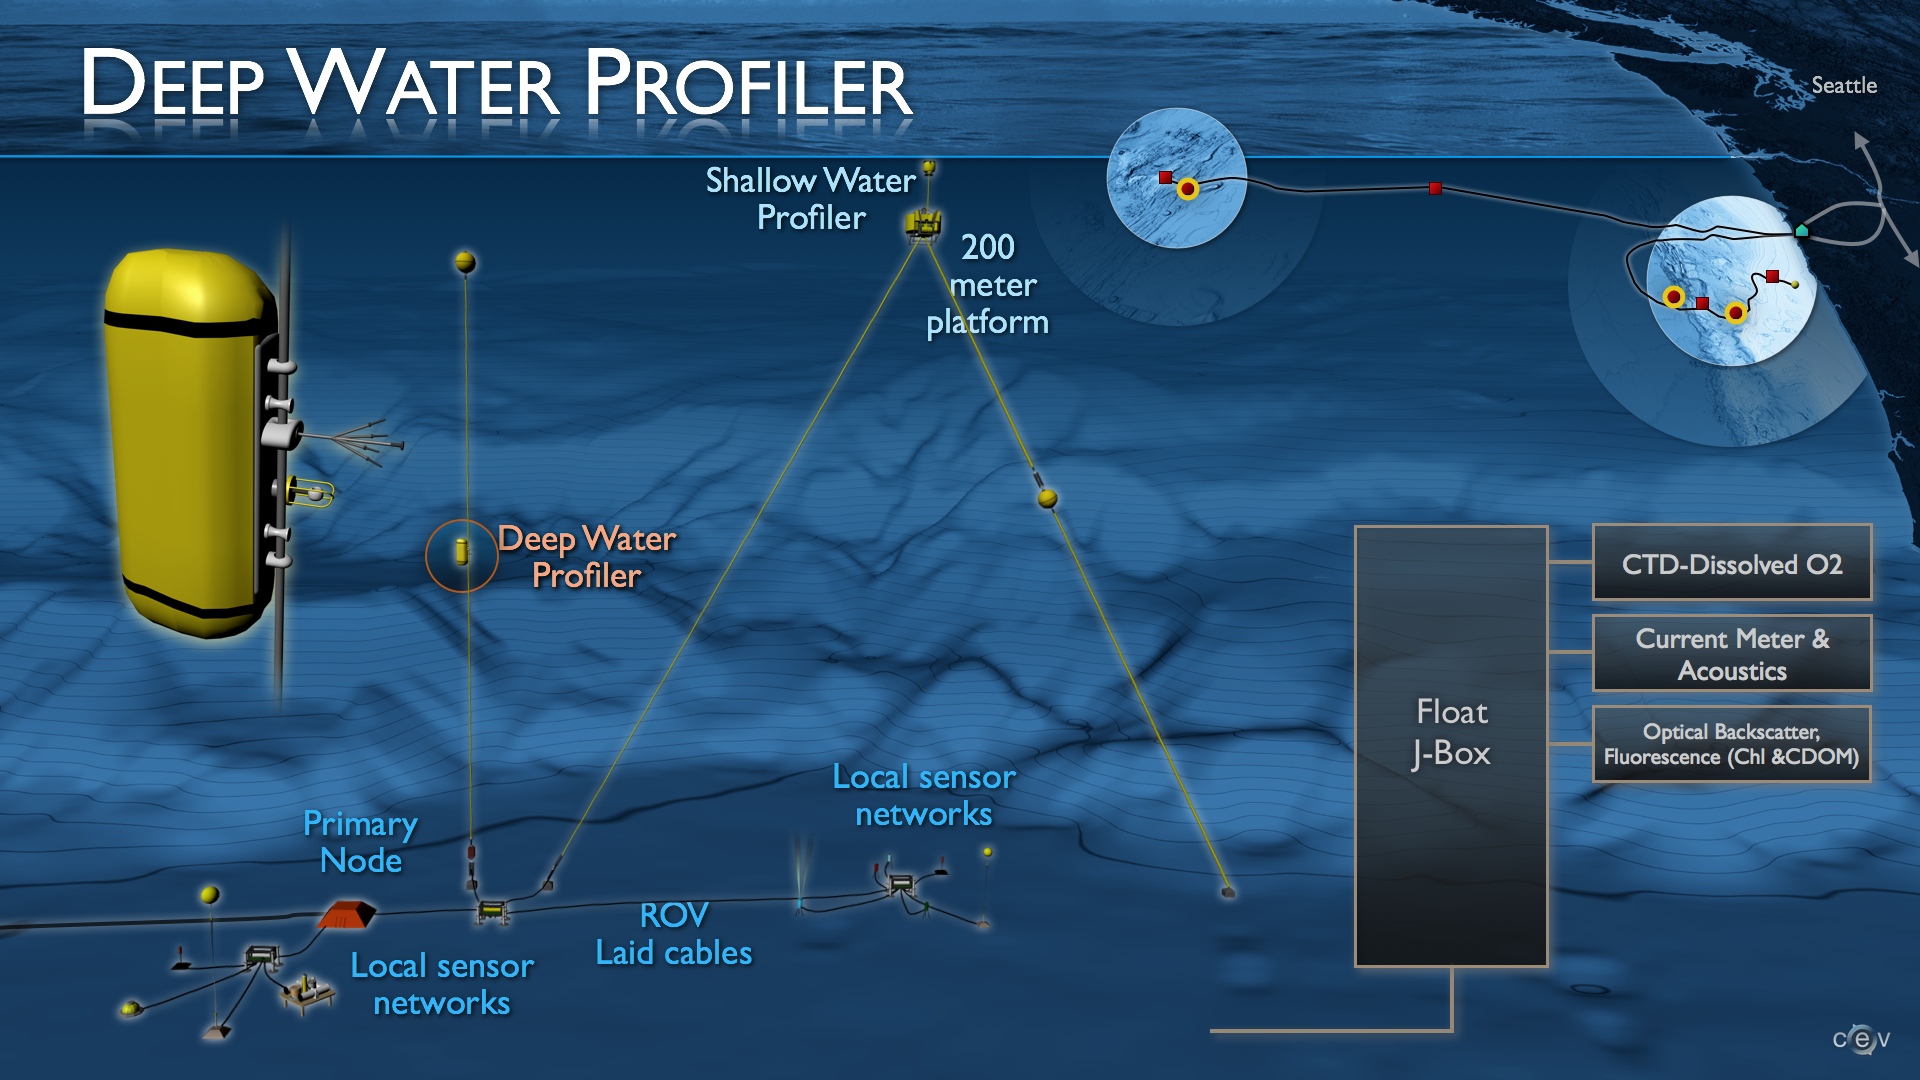 DEEP WATER PROFILER
Seattle
Shallow Water
Profiler
200
meter
platform
Deep Water
Profiler
CTD-Dissolved O2
Current Meter &
Acoustics
Optical Backscatter,
Fluorescence (Chl &CDOM)
Float
J-Box
Local sensor
networks
Primary
Node
ROV
Laid cables
Local sensor
networks
cev